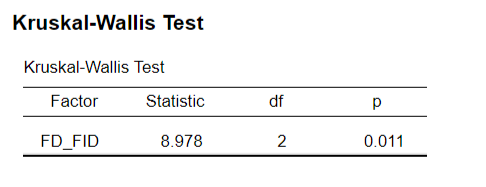 Kruskal-Wallis Test
Kruskal-Wallis Test
Factor Statistic df p
FD_FID 8.978 2 0.011